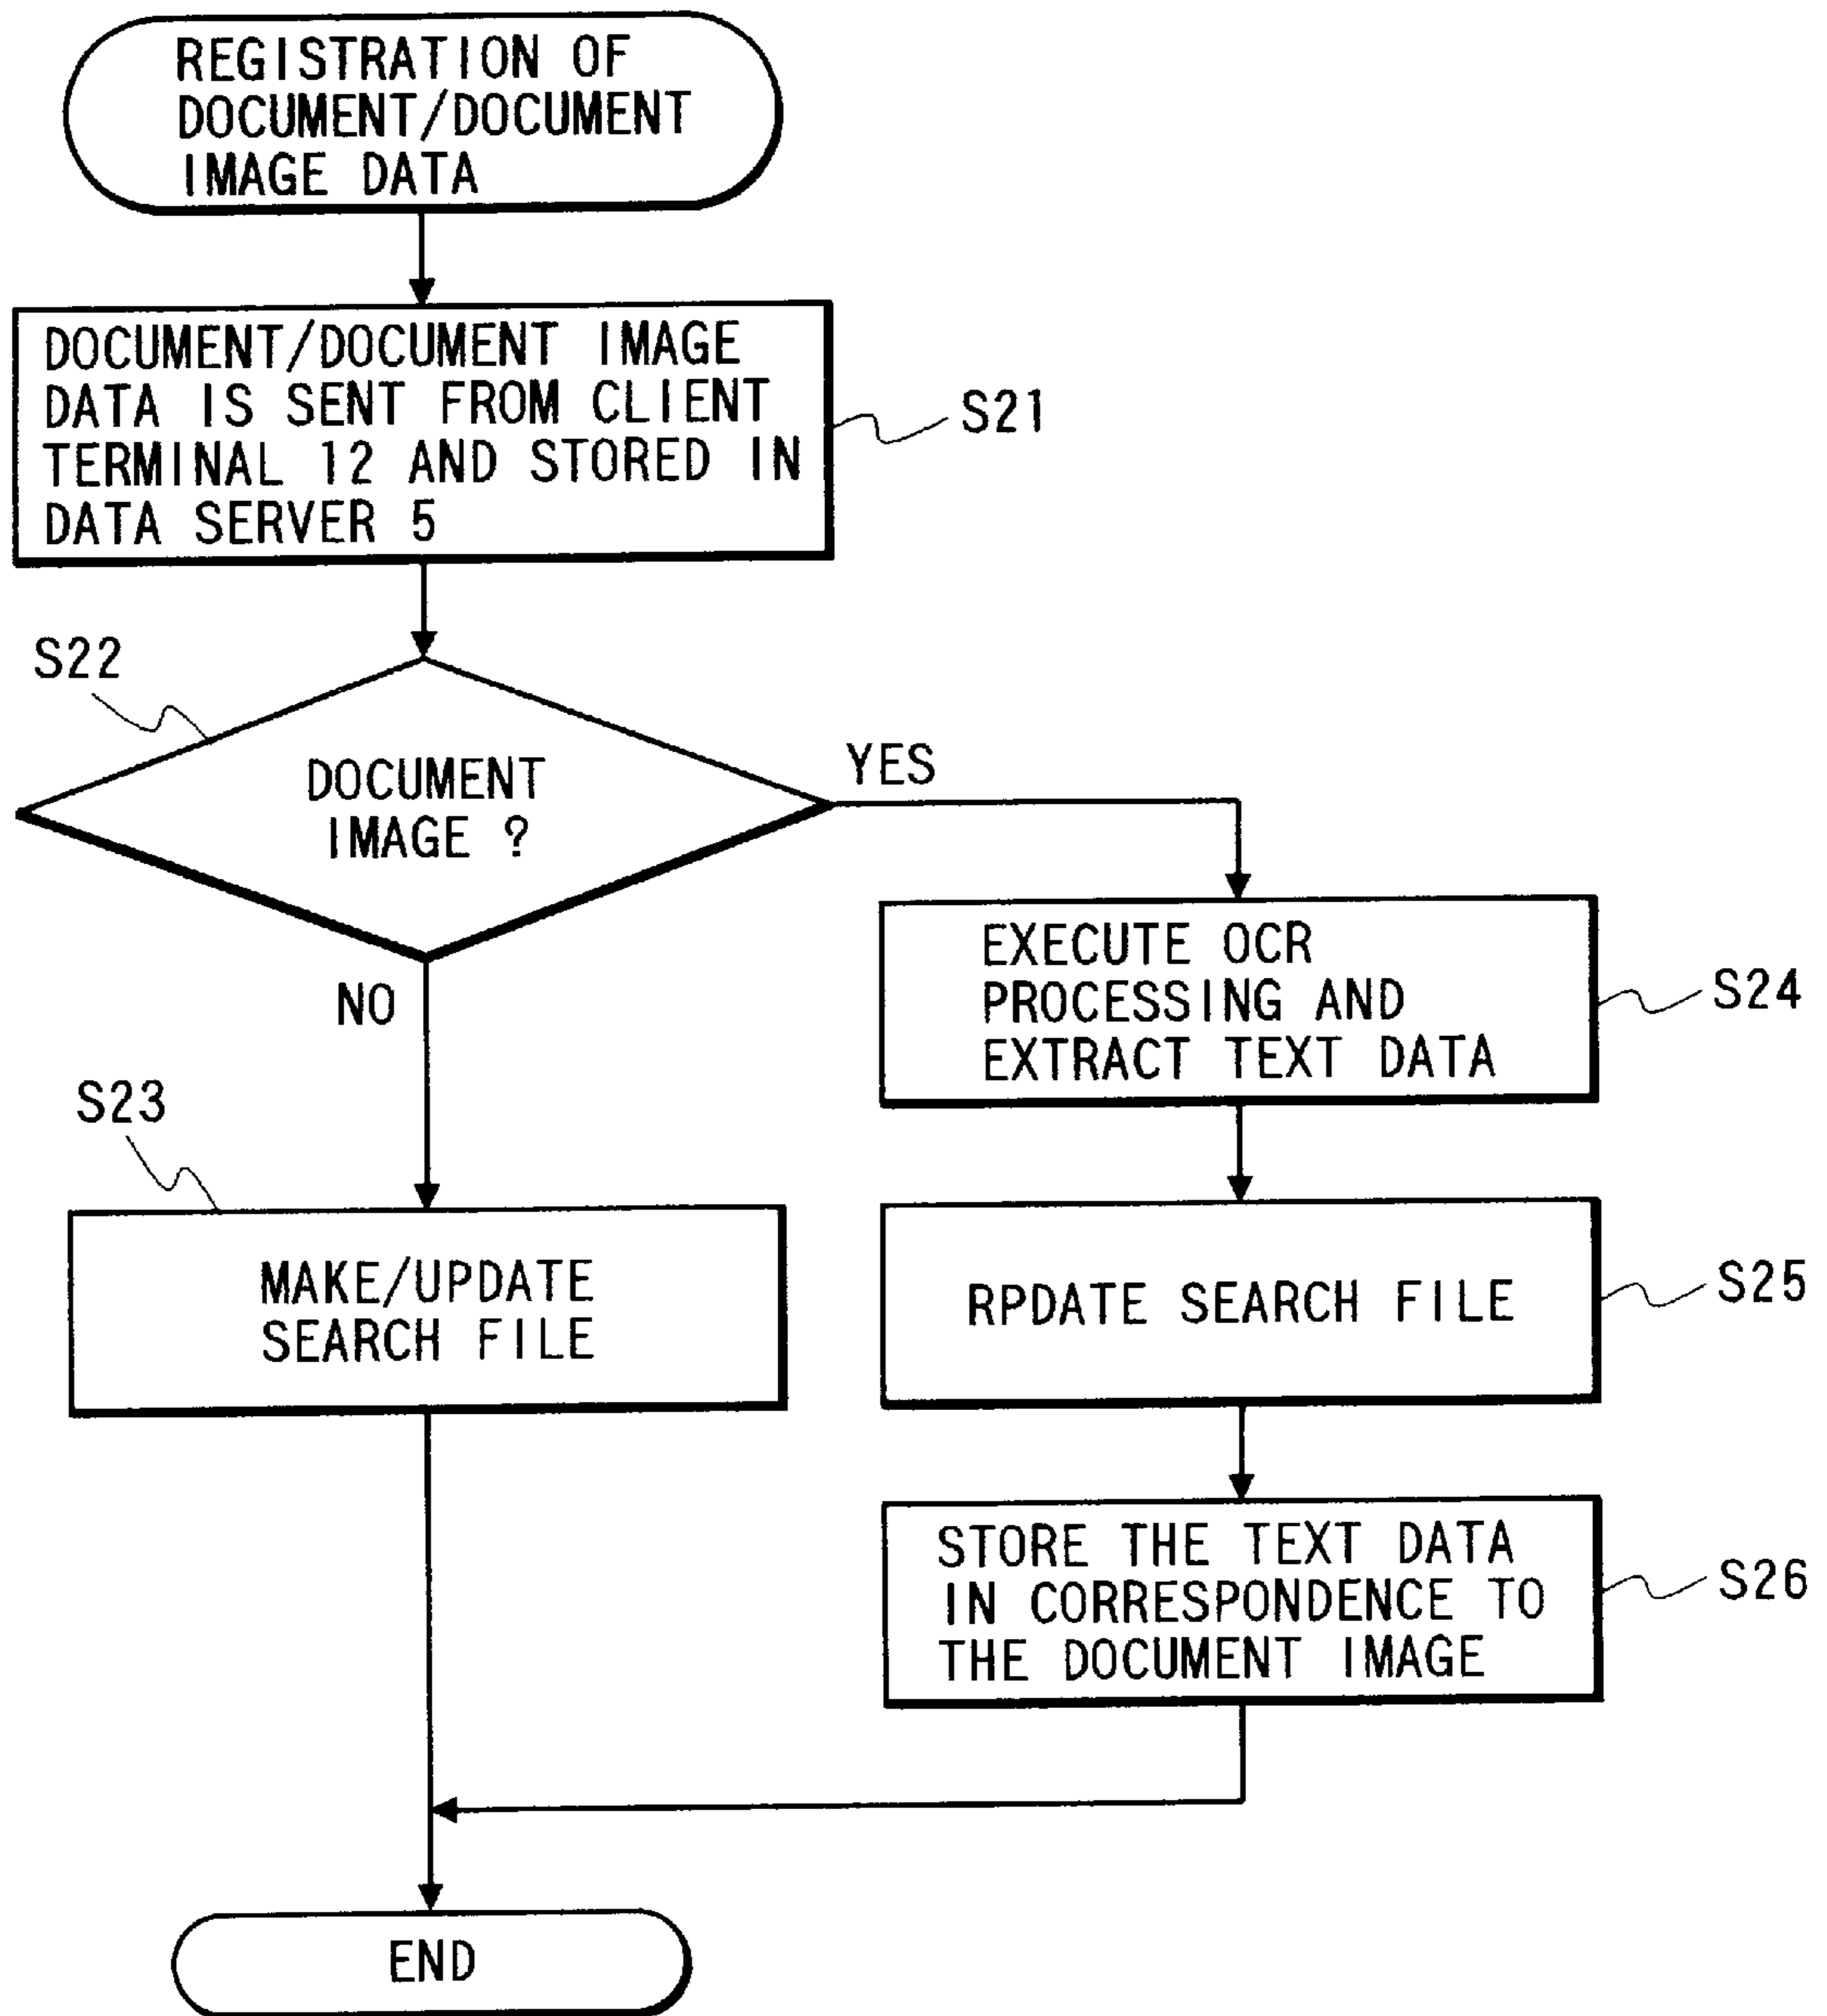 REGISTRATION OF
DOCUMENT/DOCUMENT
IMAGE DATA
DOCUMENT/DOCUMENT IMAGE
DATA IS SENT FROM CLIENT
TERMINAL 12 AND STORED IN
DATA SERVER 5
S21
S22
DOCUMENT
IMAGE ?
YES
NO
EXECUTE OCR
PROCESSING AND
EXTRACT TEXT DATA
S24
S23
MAKE/UPDATE
SEARCH FILE
RPDATE SEARCH FILE
S25
STORE THE TEXT DATA
IN CORRESPONDENCE TO
THE DOCUMENT IMAGE
S26
END